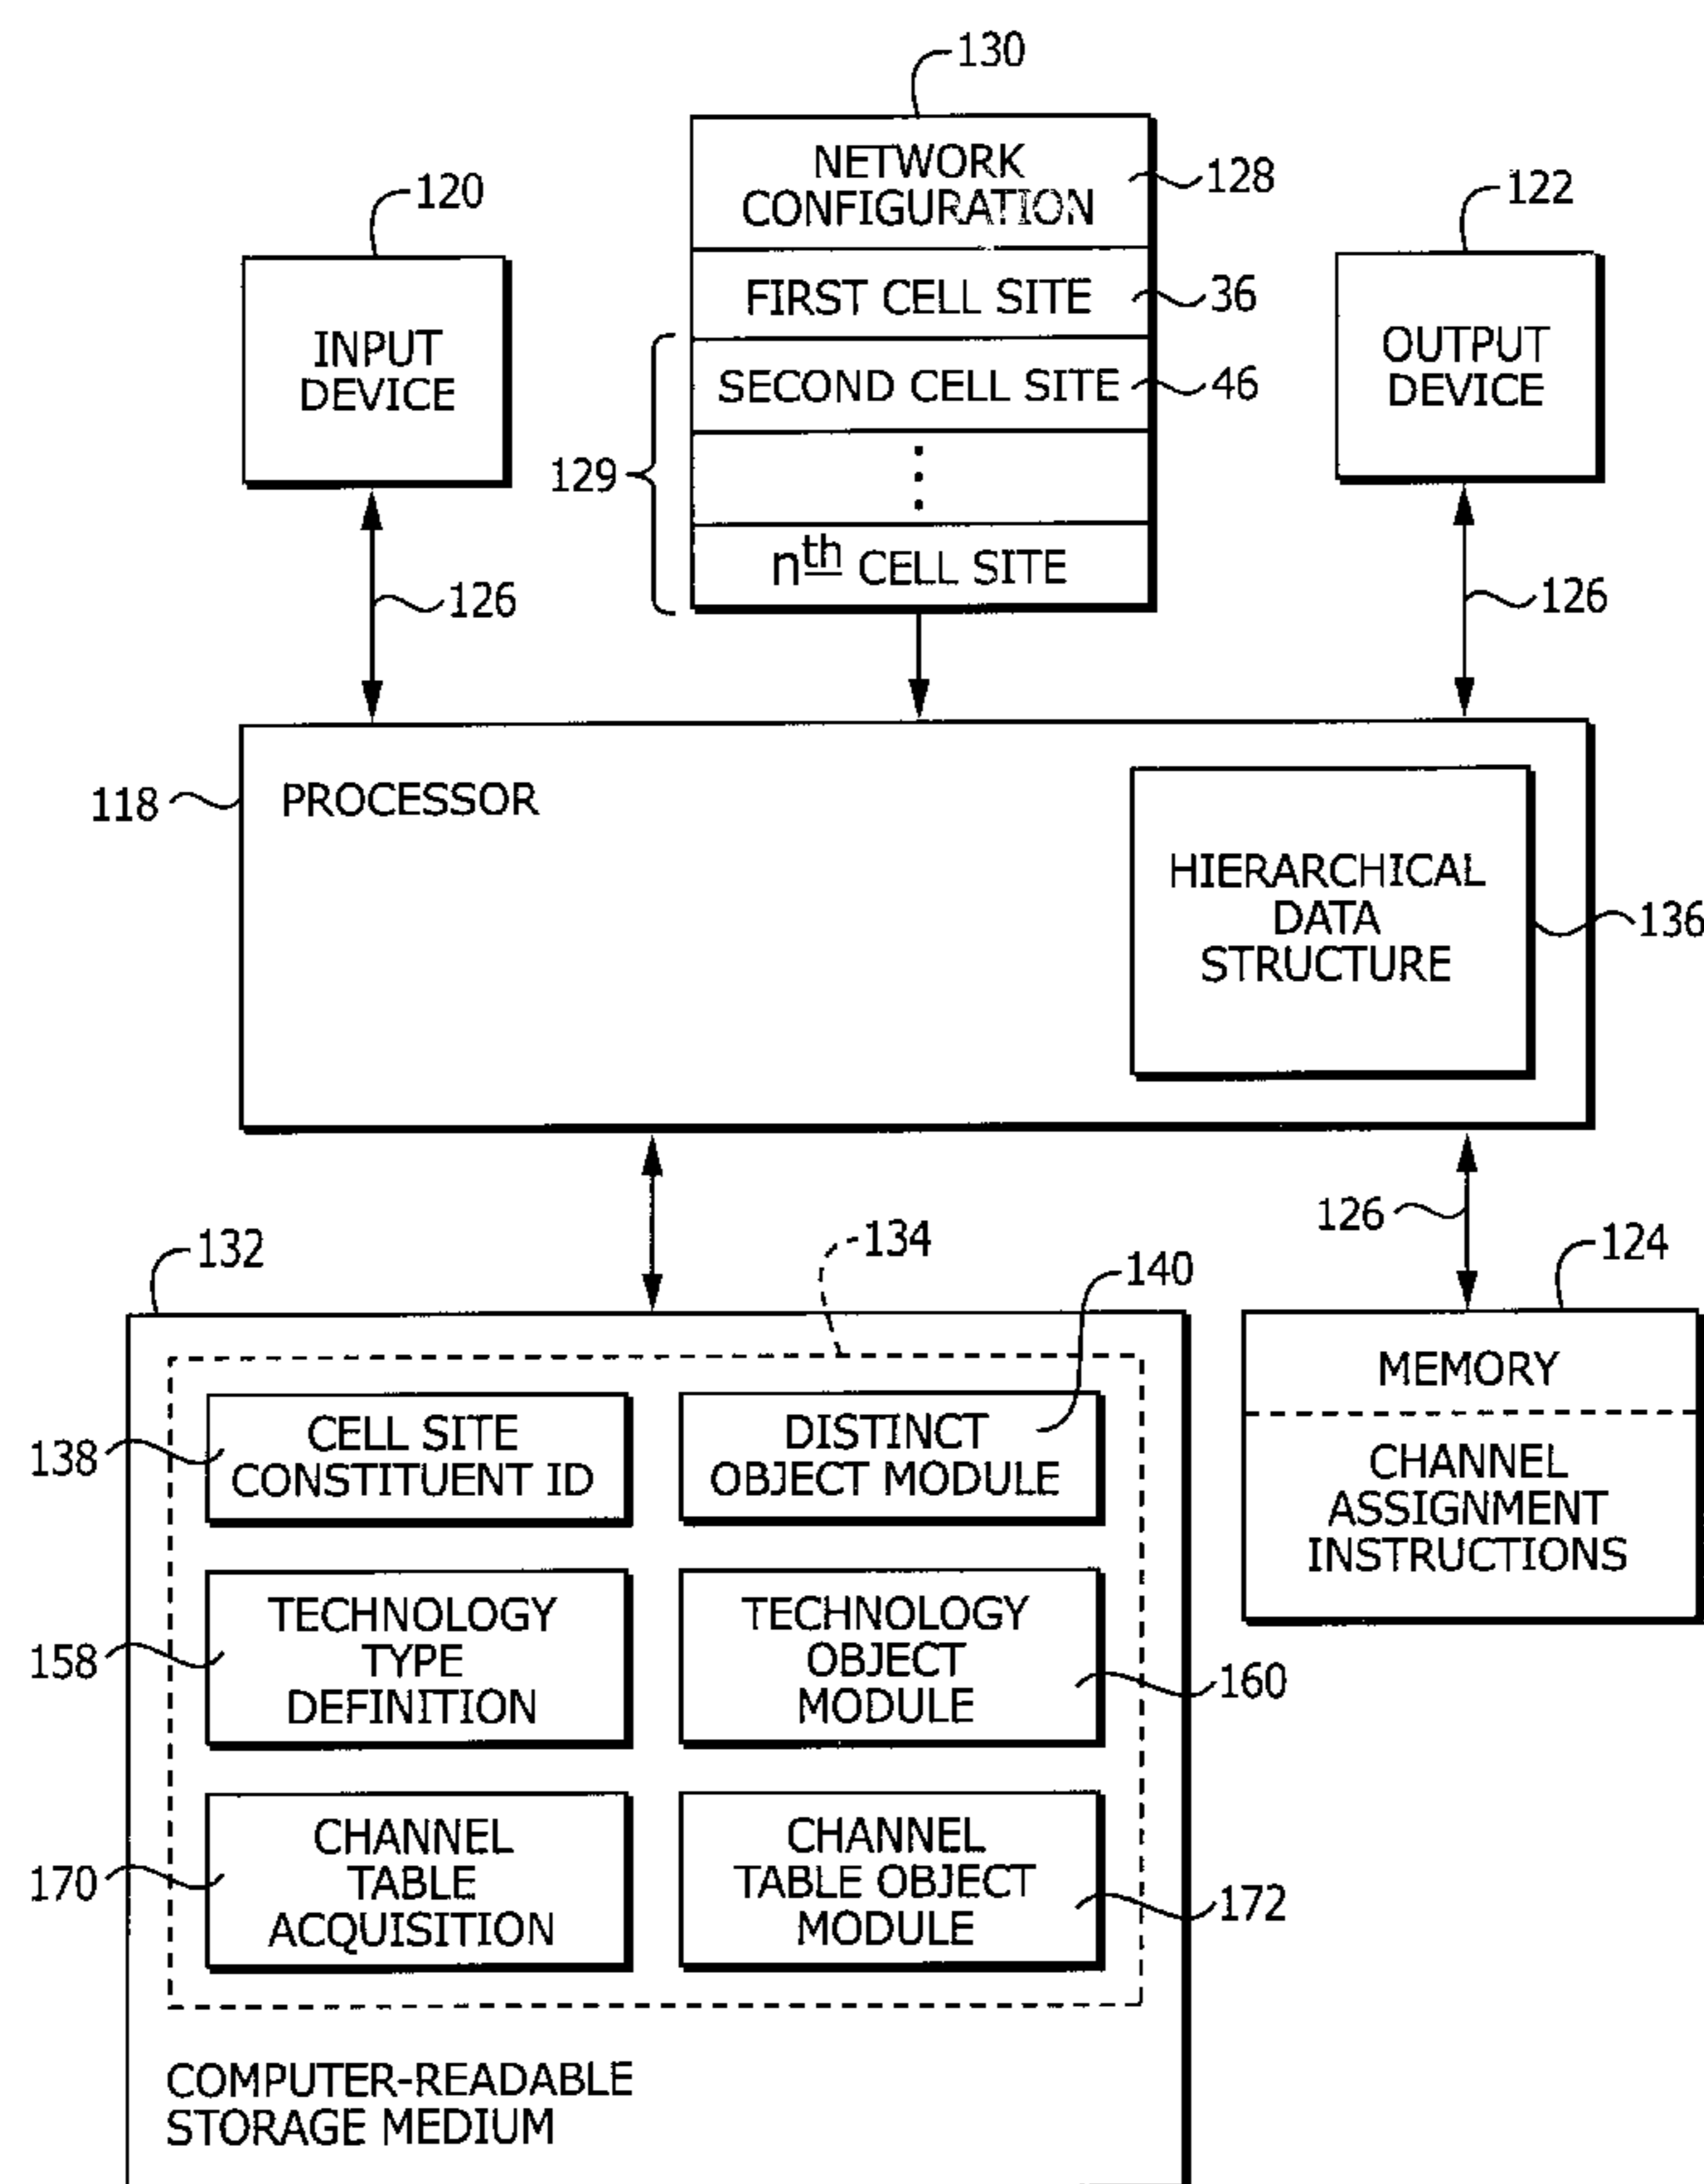 130
NETWORK
CONFIGURATION
128
120
122
FIRST CELL SITE
36
INPUT
DEVICE
SECOND CELL SITE
46
OUTPUT
DEVICE
129
nth CELL SITE
126
126
118
PROCESSOR
HIERARCHICAL
DATA
STRUCTURE
136
126
132
134
140
124
138
CELL SITE
CONSTITUENT ID
DISTINCT
OBJECT MODULE
MEMORY
CHANNEL
ASSIGNMENT
INSTRUCTIONS
158
TECHNOLOGY
TYPE
DEFINITION
TECHNOLOGY
OBJECT
MODULE
160
170
CHANNEL
TABLE
ACQUISITION
CHANNEL
TABLE OBJECT
MODULE
172
COMPUTER-READABLE
STORAGE MEDIUM